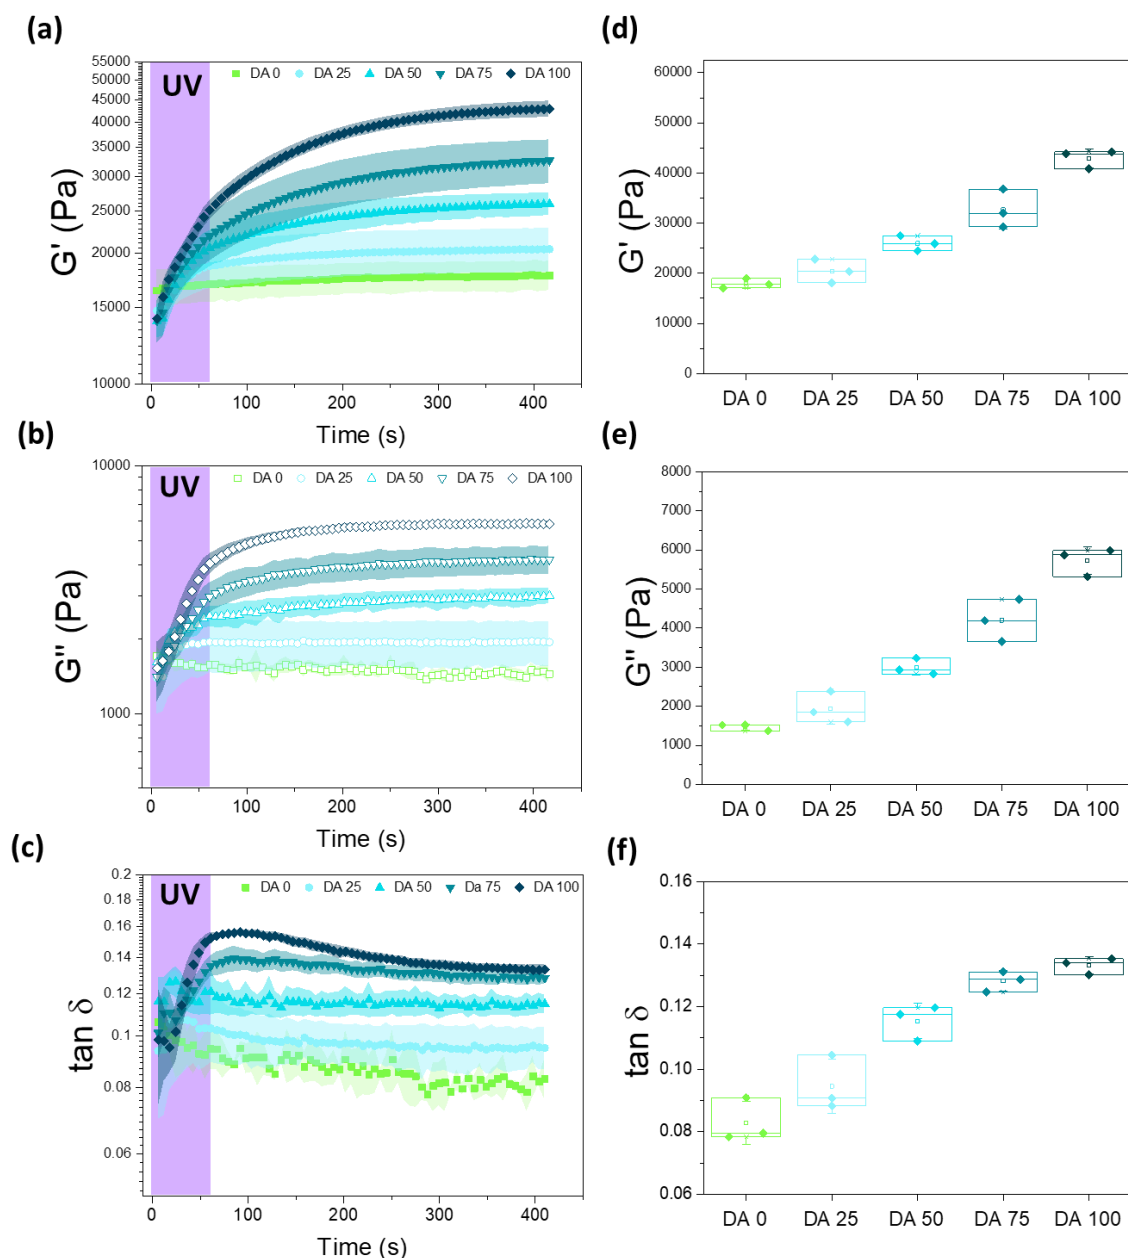 (a)
UV
DA 0 DA 25 DA 50 DA 75 DA 100
55000
50000
45000
40000
35000
30000
25000
20000
15000
10000
G' (Pa)
0 100 200 300 400
Time (s)
(d)
60000
50000
40000
30000
20000
10000
0
G' (Pa)
DA 0 DA 25 DA 50 DA 75 DA 100
(b)
UV
DA 0 DA 25 DA 50 DA 75 DA 100
10000
1000
G'' (Pa)
0 100 200 300 400
Time (s)
(e)
8000
7000
6000
5000
4000
3000
2000
1000
0
G'' (Pa)
DA 0 DA 25 DA 50 DA 75 DA 100
(c)
UV
DA 0 DA 25 DA 50 Da 75 DA 100
0.2
0.16
0.14
0.12
0.1
0.08
0.06
tan δ
0 100 200 300 400
Time (s)
(f)
0.16
0.14
0.12
0.10
0.08
0.06
tan δ
DA 0 DA 25 DA 50 DA 75 DA 100